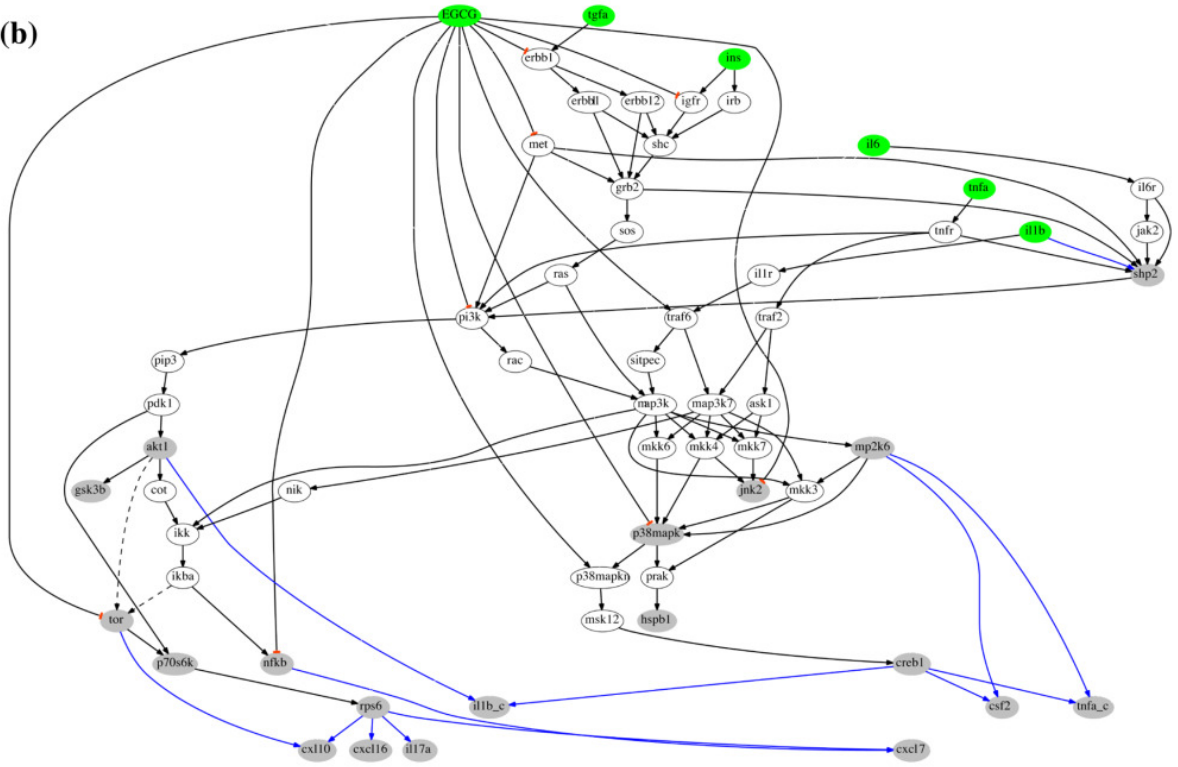 (b)
EGCG tgfa
erbb1 ins
erbb11 erbb12 igfr irb
met shc il6
grb2 tnfa il6r
sos tnfr il1b jak2
ras il1r shp2
pi3k traf6 traf2
pip3 rac sitpec
pdk1 map3k map3k7 ask1
akt1 mkk6 mkk4 mkk7 mp2k6
gsk3b cot nik jnk2 mkk3
ikk p38mapk
ikba p38mapkn prak
tor msk12 hspb1
p70s6k nfkb creb1
rps6 il1b_c csf2 tnfa_c
cxl10 cxcl16 il17a cxcl7